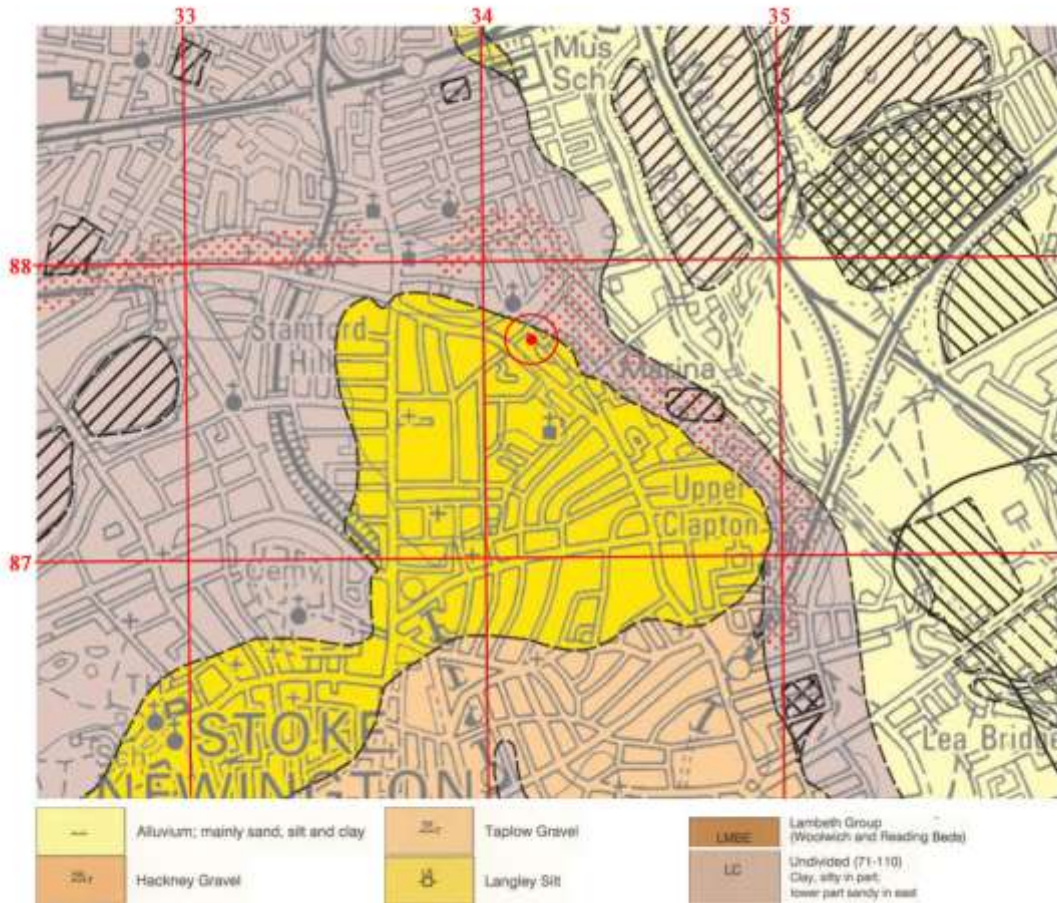 33 34 35
Mus
Sch
88
Stamford
Hill
Marina
Upper
Clapton
87
Cemy
STOKE
NEWINGTON
Lea Bridge
Alluvium; mainly sand, silt and clay
Hackney Gravel
Taplow Gravel
Langley Silt
LMBE
Lambeth Group
(Woolwich and Reading Beds)
LC
Undivided (71-110)
Clay, silty in part;
lower part sandy in east